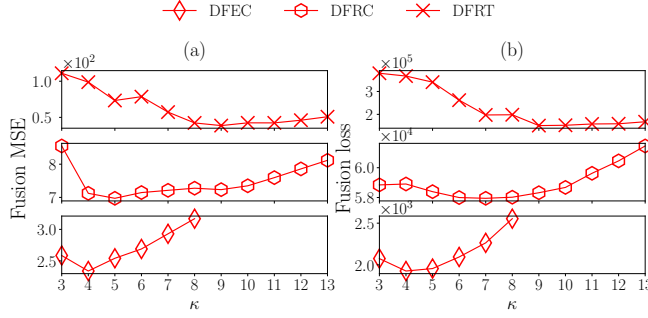 DFEC DFRC DFRT
(a) (b)
×10² ×10⁵
1.0
0.5
3
2
×10⁴
8
7
6.0
5.8
×10³
3.0
2.5
2.5
2.0
Fusion MSE
Fusion loss
3 4 5 6 7 8 9 10 11 12 13
3 4 5 6 7 8 9 10 11 12 13
κ κ